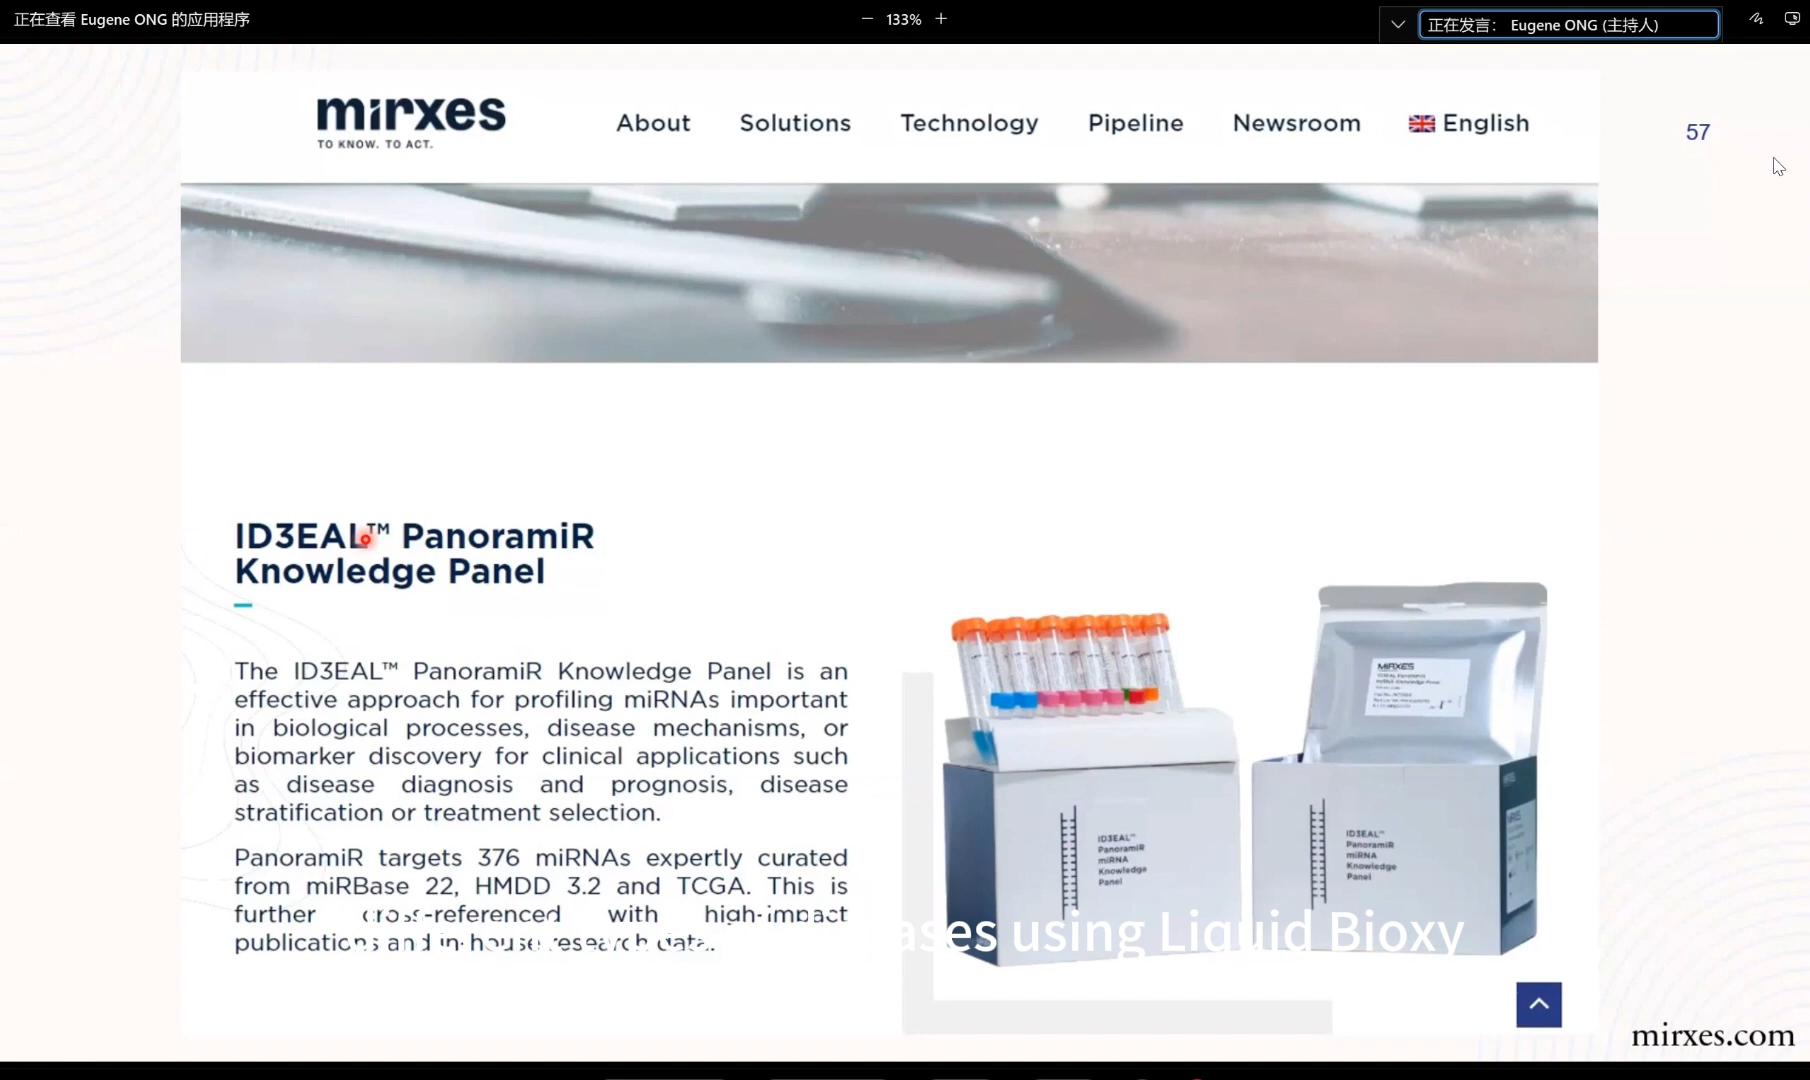 正在查看 Eugene ONG 的应用程序
133%
正在发言： Eugene ONG (主持人)
mirxes
TO KNOW. TO ACT.
About
Solutions
Technology
Pipeline
Newsroom
English
57
ID3EAL™ PanoramiR
Knowledge Panel
The ID3EAL™ PanoramiR Knowledge Panel is an
effective approach for profiling miRNAs important
in biological processes, disease mechanisms, or
biomarker discovery for clinical applications such
as disease diagnosis and prognosis, disease
stratification or treatment selection.
PanoramiR targets 376 miRNAs expertly curated
from miRBase 22, HMDD 3.2 and TCGA. This is
further cross-referenced with high-impact
publications and in-house research data.
using Liquid Bioxy
MiRXES
ID3EAL™
PanoramiR
miRNA
Knowledge
Panel
ID3EAL™
PanoramiR
miRNA
Knowledge
Panel
mirxes.com